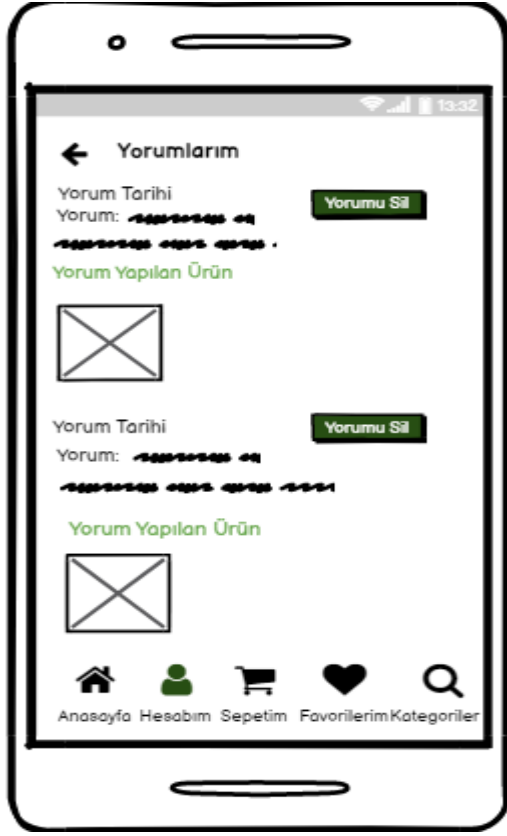 13:32
Yorumlarım
Yorum Tarihi
Yorumu Sil
Yorum:
Yorum Yapılan Ürün
Yorum Tarihi
Yorumu Sil
Yorum:
Yorum Yapılan Ürün
Anasayfa Hesabım Sepetim Favorilerim Kategoriler